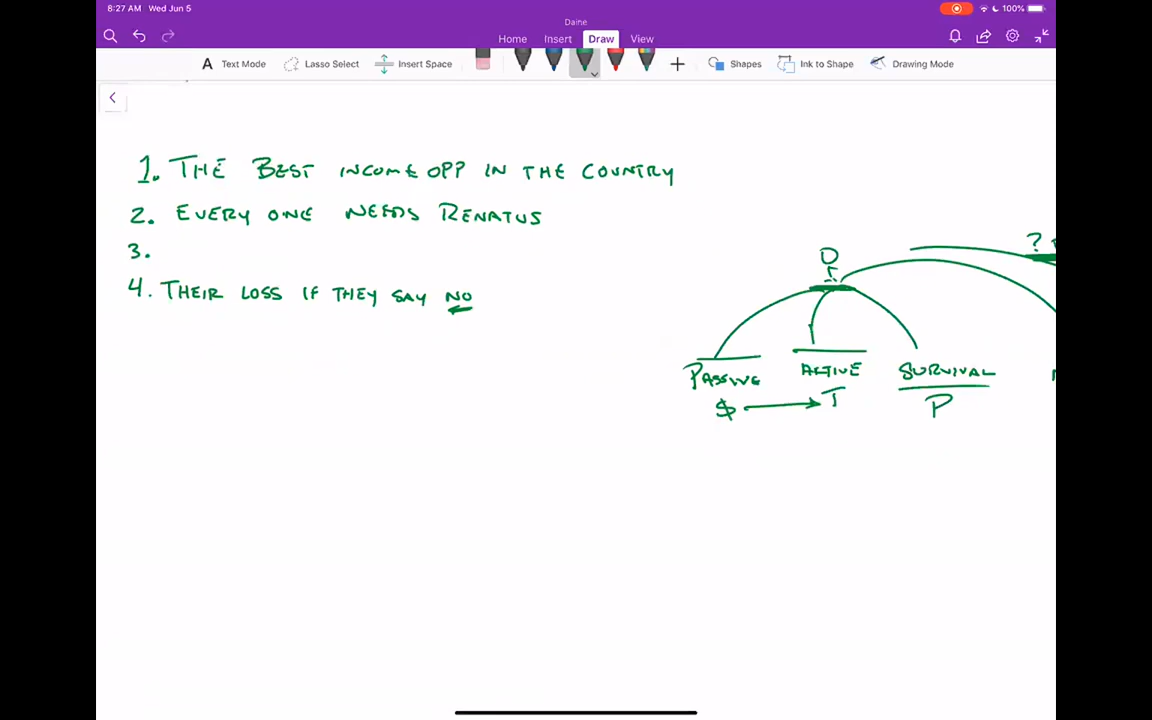 8:27 AM Wed Jun 5
100%
Daine
Home Insert Draw View
Text Mode Lasso Select Insert Space Shapes Ink to Shape Drawing Mode
1. THE BEST INCOME OPP IN THE COUNTRY
2. EVERY ONE NEEDS RENATUS
3.
4. THEIR LOSS IF THEY SAY NO
D
?
PASSIVE ACTIVE SURVIVAL
$ T P